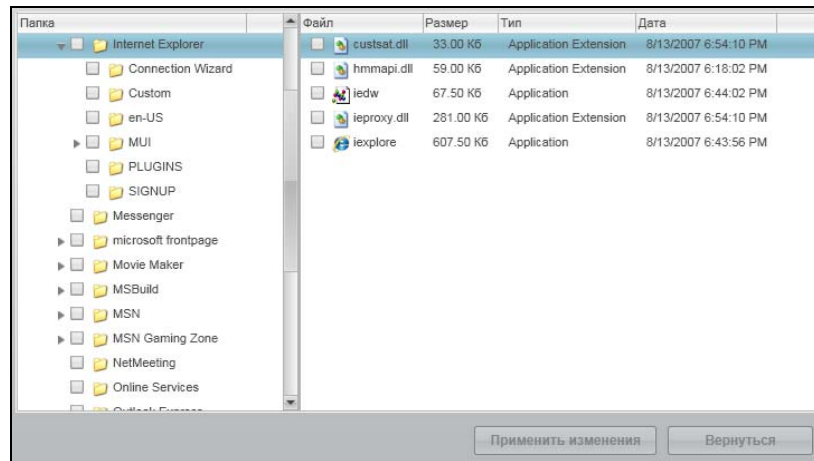 Папка
Internet Explorer
Connection Wizard
Custom
en-US
MUI
PLUGINS
SIGNUP
Messenger
microsoft frontpage
Movie Maker
MSBuild
MSN
MSN Gaming Zone
NetMeeting
Online Services
Outlook Express
Файл Размер Тип Дата
custsat.dll 33.00 Кб Application Extension 8/13/2007 6:54:10 PM
hmmapi.dll 59.00 Кб Application Extension 8/13/2007 6:18:02 PM
iedw 67.50 Кб Application 8/13/2007 6:44:02 PM
ieproxy.dll 281.00 Кб Application Extension 8/13/2007 6:54:10 PM
iexplore 607.50 Кб Application 8/13/2007 6:43:56 PM
Применить изменения Вернуться